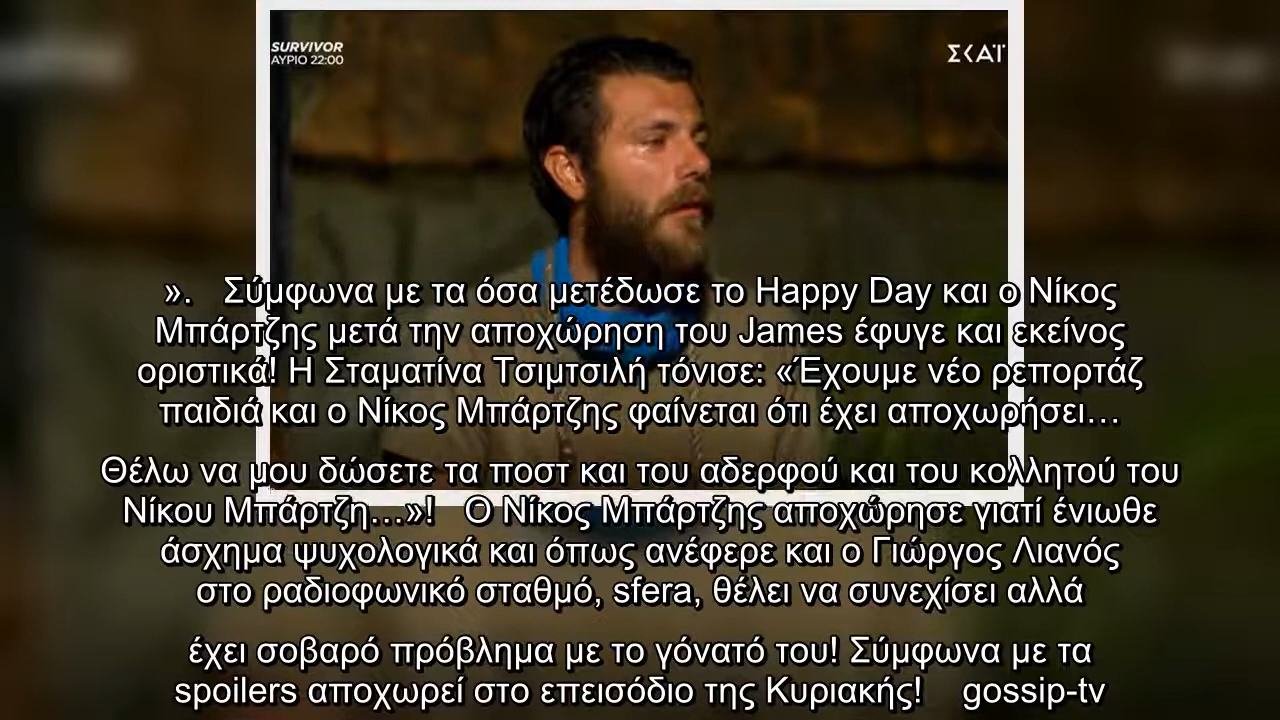 SURVIVOR
ΑΥΡΙΟ 22:00
ΣΚΑΪ
». Σύμφωνα με τα όσα μετέδωσε το Happy Day και ο Νίκος
Μπάρτζης μετά την αποχώρηση του James έφυγε και εκείνος
οριστικά! Η Σταματίνα Τσιμτσιλή τόνισε: «Έχουμε νέο ρεπορτάζ
παιδιά και ο Νίκος Μπάρτζης φαίνεται ότι έχει αποχωρήσει…
Θέλω να μου δώσετε τα ποστ και του αδερφού και του κολλητού του
Νίκου Μπάρτζη…»! Ο Νίκος Μπάρτζης αποχώρησε γιατί ένιωθε
άσχημα ψυχολογικά και όπως ανέφερε και ο Γιώργος Λιανός
στο ραδιοφωνικό σταθμό, sfera, θέλει να συνεχίσει αλλά
έχει σοβαρό πρόβλημα με το γόνατό του! Σύμφωνα με τα
spoilers αποχωρεί στο επεισόδιο της Κυριακής! gossip-tv